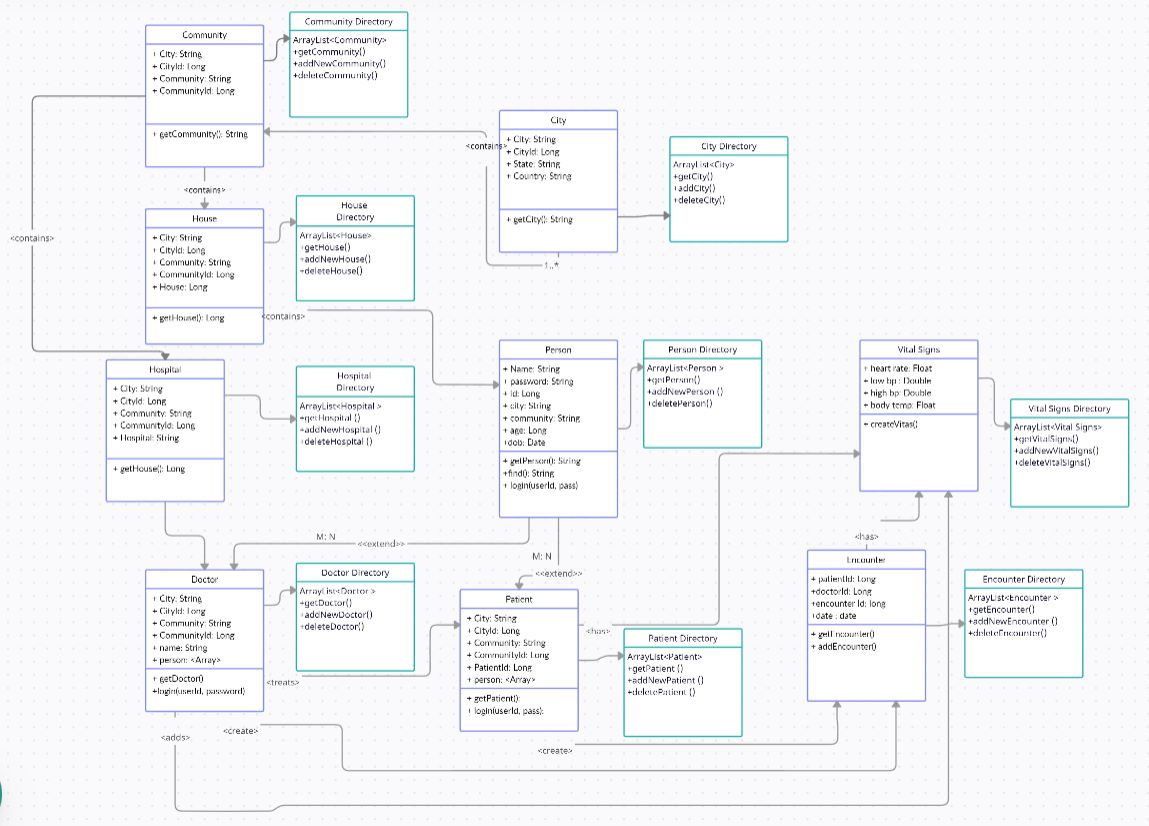 Community
+ City: String
+ CityId: Long
+ Community: String
+ CommunityId: Long
+ getCommunity(): String
Community Directory
ArrayList<Community>
+getCommunity()
+addNewCommunity()
+deleteCommunity()
City
+ City: String
+ CityId: Long
+ State: String
+ Country: String
+ getCity(): String
<contains>
1..*
City Directory
ArrayList<City>
+getCity()
+addCity()
+deleteCity()
<contains>
<contains>
House
+ City: String
+ CityId: Long
+ Community: String
+ CommunityId: Long
+ House: Long
+ getHouse(): Long
House
Directory
ArrayList<House>
+getHouse()
+addNewHouse()
+deleteHouse()
<contains>
Hospital
+ City: String
+ CityId: Long
+ Community: String
+ CommunityId: Long
+ Hospital: String
+ getHouse(): Long
Hospital
Directory
ArrayList<Hospital >
+getHospital ()
+addNewHospital ()
+deleteHospital ()
Person
+ Name: String
+ password: String
+ id: Long
+ city: String
+ community: String
+ age: Long
+dob: Date
+ getPerson(): String
+find(): String
+ login(userId, pass)
Person Directory
ArrayList<Person >
+getPerson()
+addNewPerson ()
+deletePerson()
Vital Signs
+ heart rate: Float
+ low bp : Double
+ high bp: Double
+ body temp: Float
+ createVitas()
Vital Signs Directory
ArrayList<Vital Signs>
+getVitalSigns()
+addNewVitalSigns()
+deleteVitalSigns()
M: N
<<extend>>
M: N
<<extend>>
<has>
Doctor
+ City: String
+ CityId: Long
+ Community: String
+ CommunityId: Long
+ name: String
+ person: <Array>
+ getDoctor()
+login(userId, password)
Doctor Directory
ArrayList<Doctor >
+getDoctor()
+addNewDoctor()
+deleteDoctor()
<treats>
Patient
+ City: String
+ CityId: Long
+ Community: String
+ CommunityId: Long
+ PatientId: Long
+ person: <Array>
+ getPatient():
+ login(userId, pass):
<has>
Patient Directory
ArrayList<Patient>
+getPatient ()
+addNewPatient ()
+deletePatient ()
Encounter
+ patientId: Long
+doctorId: Long
+encounter Id: long
+date : date
+ getEncounter()
+ addEncounter()
Encounter Directory
ArrayList<Encounter >
+getEncounter()
+addNewEncounter ()
+deleteEncounter()
<adds>
<create>
<create>